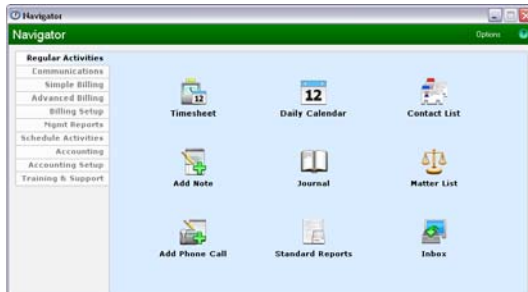 Navigator
Navigator
Options
Regular Activities
Communications
Simple Billing
Advanced Billing
Billing Setup
Mgmt Reports
Schedule Activities
Accounting
Accounting Setup
Training & Support
12
12
Timesheet
Daily Calendar
Contact List
Add Note
Journal
Matter List
Add Phone Call
Standard Reports
Inbox